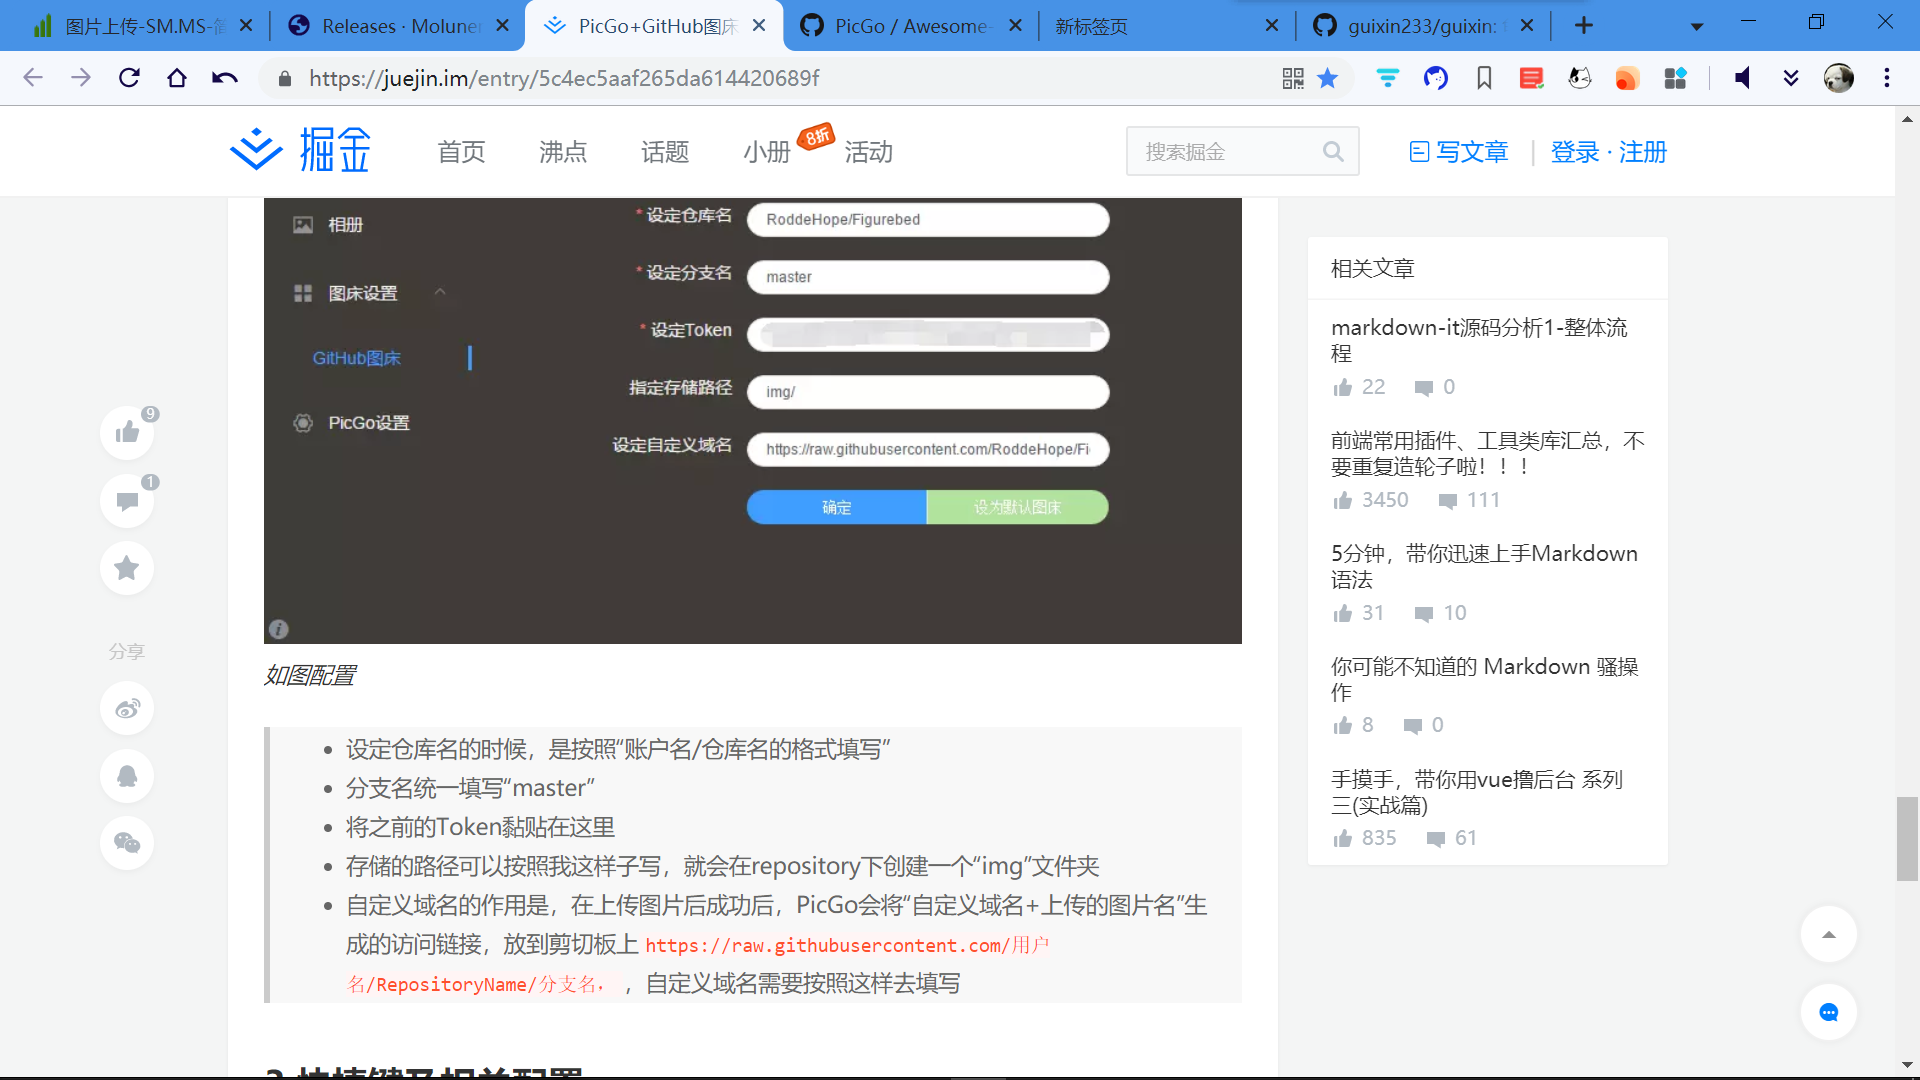 图片上传-SM.MS-简
Releases · Molune
PicGo+GitHub图床
PicGo / Awesome-
新标签页
guixin233/guixin: t
https://juejin.im/entry/5c4ec5aaf265da614420689f
掘金
首页
沸点
话题
小册
8折
活动
搜索掘金
写文章
登录 · 注册
相册
图床设置
GitHub图床
PicGo设置
* 设定仓库名
RoddeHope/Figurebed
* 设定分支名
master
* 设定Token
指定存储路径
img/
设定自定义域名
https://raw.githubusercontent.com/RoddeHope/Fi
确定
设为默认图床
如图配置
• 设定仓库名的时候，是按照“账户名/仓库名的格式填写”
• 分支名统一填写“master”
• 将之前的Token黏贴在这里
• 存储的路径可以按照我这样子写，就会在repository下创建一个“img”文件夹
• 自定义域名的作用是，在上传图片后成功后，PicGo会将“自定义域名+上传的图片名”生
成的访问链接，放到剪切板上 https://raw.githubusercontent.com/用户
名/RepositoryName/分支名， ，自定义域名需要按照这样去填写
3.快捷键及相关配置
9
1
分享
相关文章
markdown-it源码分析1-整体流
程
22 0
前端常用插件、工具类库汇总，不
要重复造轮子啦！！！
3450 111
5分钟，带你迅速上手Markdown
语法
31 10
你可能不知道的 Markdown 骚操
作
8 0
手摸手，带你用vue撸后台 系列
三(实战篇)
835 61